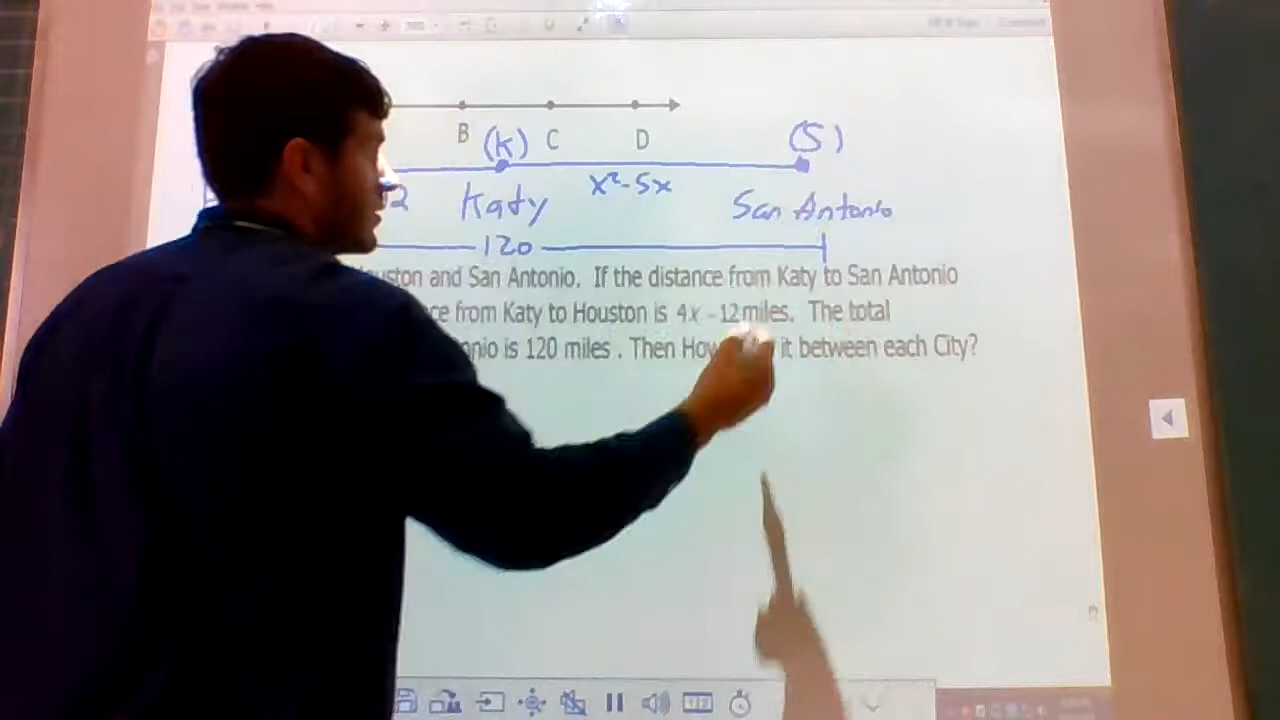 B (K) C D (S)
x²-5x
2 Katy San Antonio
120
ouston and San Antonio. If the distance from Katy to San Antonio
ce from Katy to Houston is 4x - 12 miles. The total
onio is 120 miles. Then How it between each City?